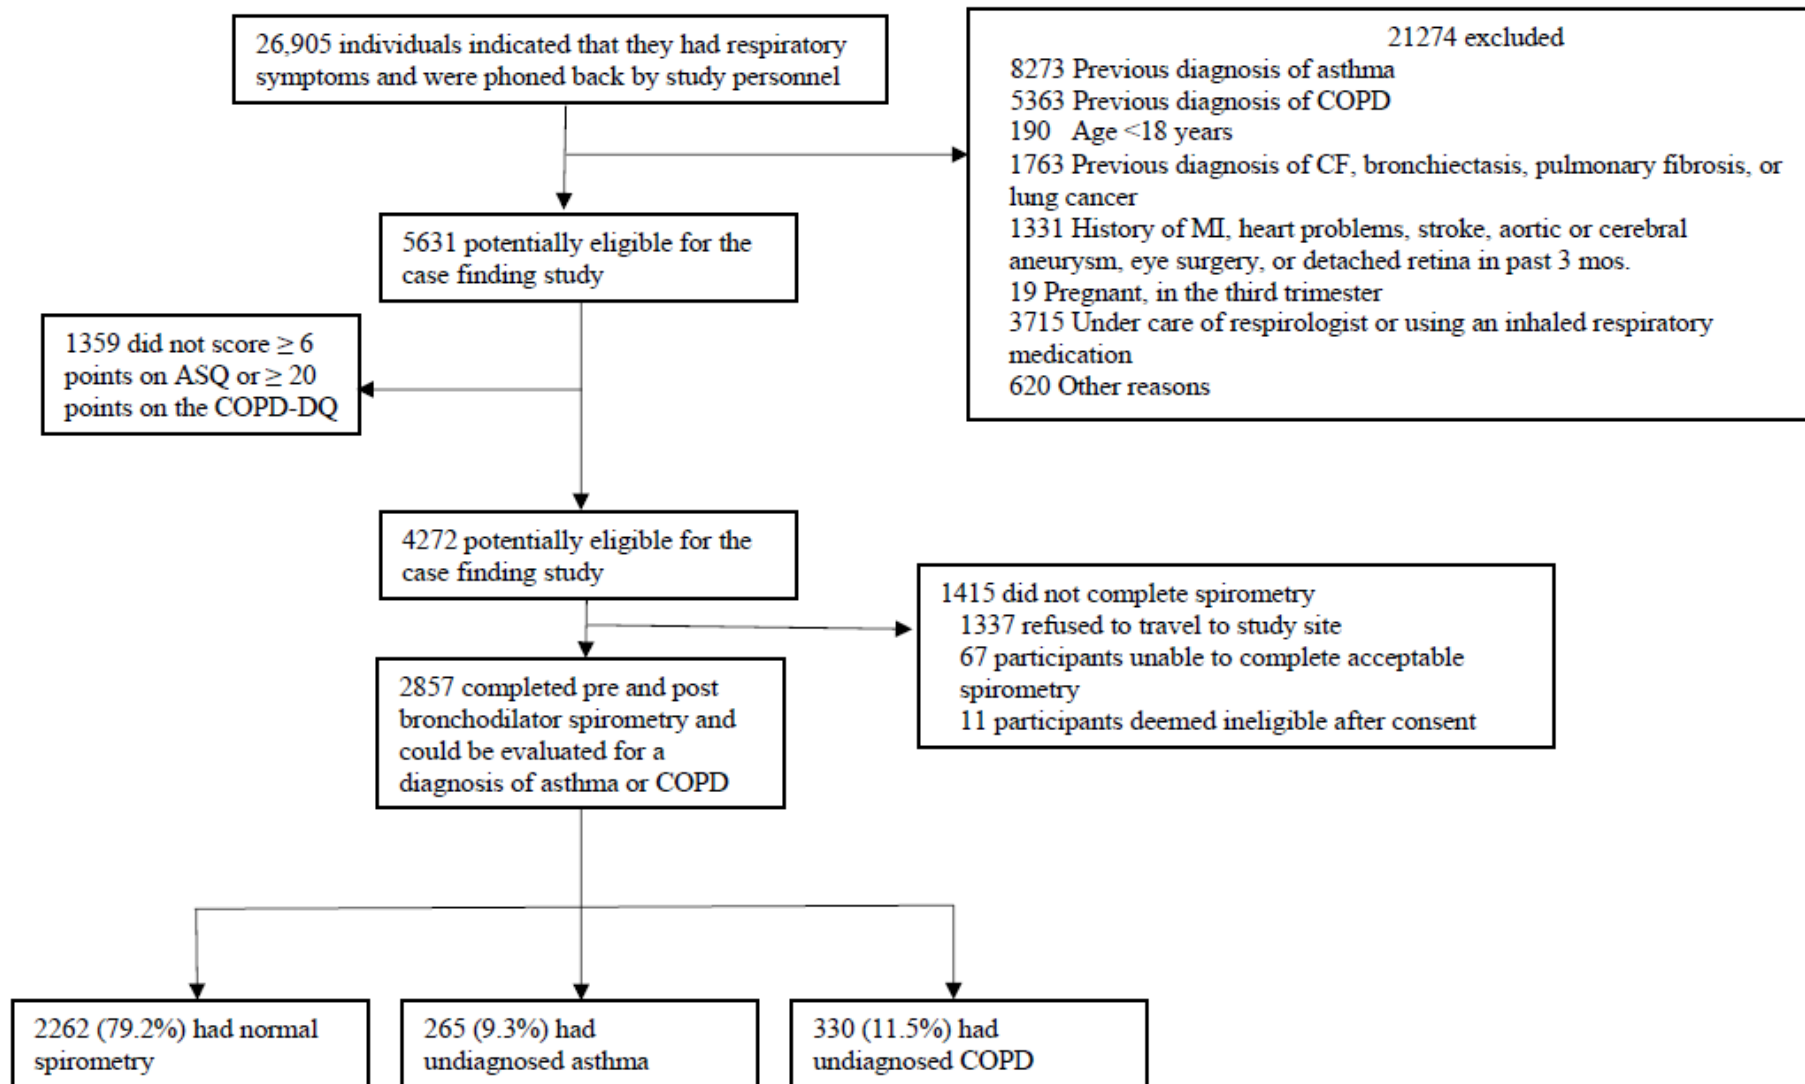 26,905 individuals indicated that they had respiratory
symptoms and were phoned back by study personnel
21274 excluded
8273 Previous diagnosis of asthma
5363 Previous diagnosis of COPD
190 Age <18 years
1763 Previous diagnosis of CF, bronchiectasis, pulmonary fibrosis, or
lung cancer
1331 History of MI, heart problems, stroke, aortic or cerebral
aneurysm, eye surgery, or detached retina in past 3 mos.
19 Pregnant, in the third trimester
3715 Under care of respirologist or using an inhaled respiratory
medication
620 Other reasons
5631 potentially eligible for the
case finding study
1359 did not score ≥ 6
points on ASQ or ≥ 20
points on the COPD-DQ
4272 potentially eligible for the
case finding study
1415 did not complete spirometry
1337 refused to travel to study site
67 participants unable to complete acceptable
spirometry
11 participants deemed ineligible after consent
2857 completed pre and post
bronchodilator spirometry and
could be evaluated for a
diagnosis of asthma or COPD
2262 (79.2%) had normal
spirometry
265 (9.3%) had
undiagnosed asthma
330 (11.5%) had
undiagnosed COPD